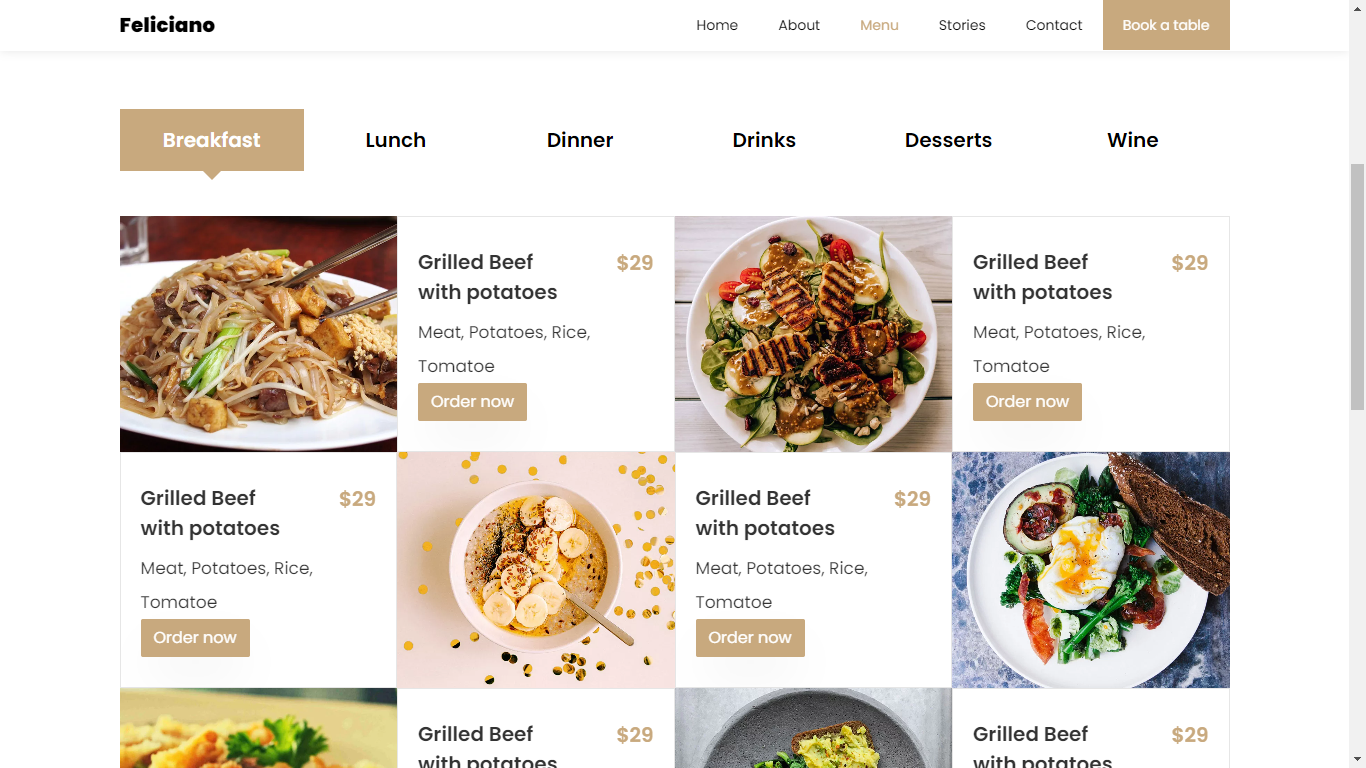 Feliciano
Home About Menu Stories Contact Book a table
Breakfast Lunch Dinner Drinks Desserts Wine
Grilled Beef
with potatoes
$29
Meat, Potatoes, Rice,
Tomatoe
Order now
Grilled Beef
with potatoes
$29
Meat, Potatoes, Rice,
Tomatoe
Order now
Grilled Beef
with potatoes
$29
Meat, Potatoes, Rice,
Tomatoe
Order now
Grilled Beef
with potatoes
$29
Meat, Potatoes, Rice,
Tomatoe
Order now
Grilled Beef
with potatoes
$29
Grilled Beef
with potatoes
$29